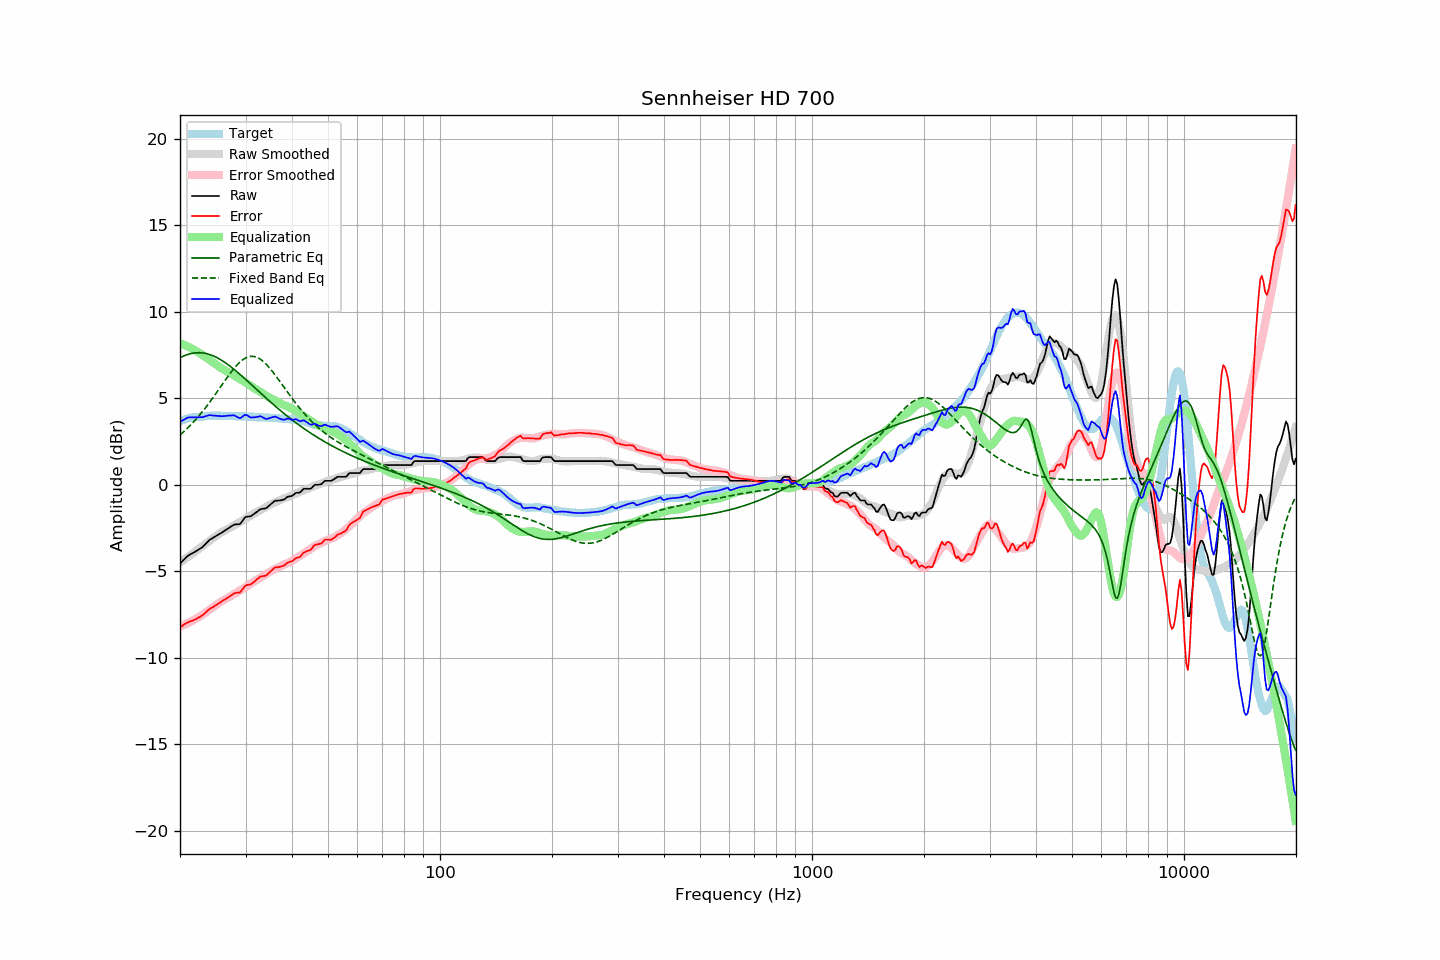 Sennheiser HD 700
Target
Raw Smoothed
Error Smoothed
Raw
Error
Equalization
Parametric Eq
Fixed Band Eq
Equalized
20
15
10
5
0
−5
−10
−15
−20
Amplitude (dBr)
100
1000
10000
Frequency (Hz)